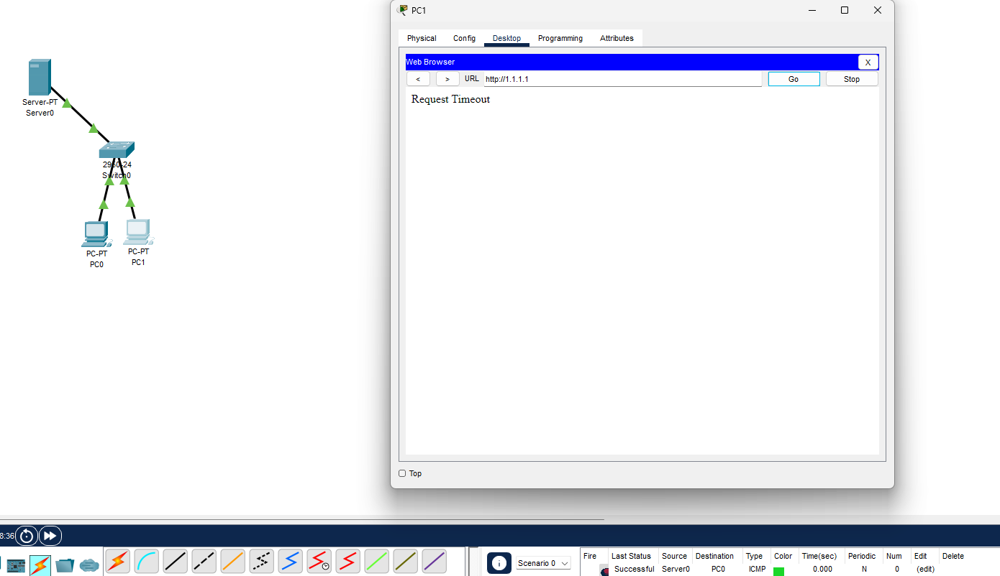 PC1
Physical Config Desktop Programming Attributes
Web Browser X
< > URL http://1.1.1.1 Go Stop
Request Timeout
Server-PT
Server0
2950-24
Switch0
PC-PT
PC0
PC-PT
PC1
Top
8:36
Scenario 0
Fire Last Status Source Destination Type Color Time(sec) Periodic Num Edit Delete
Successful Server0 PC0 ICMP 0.000 N 0 (edit)